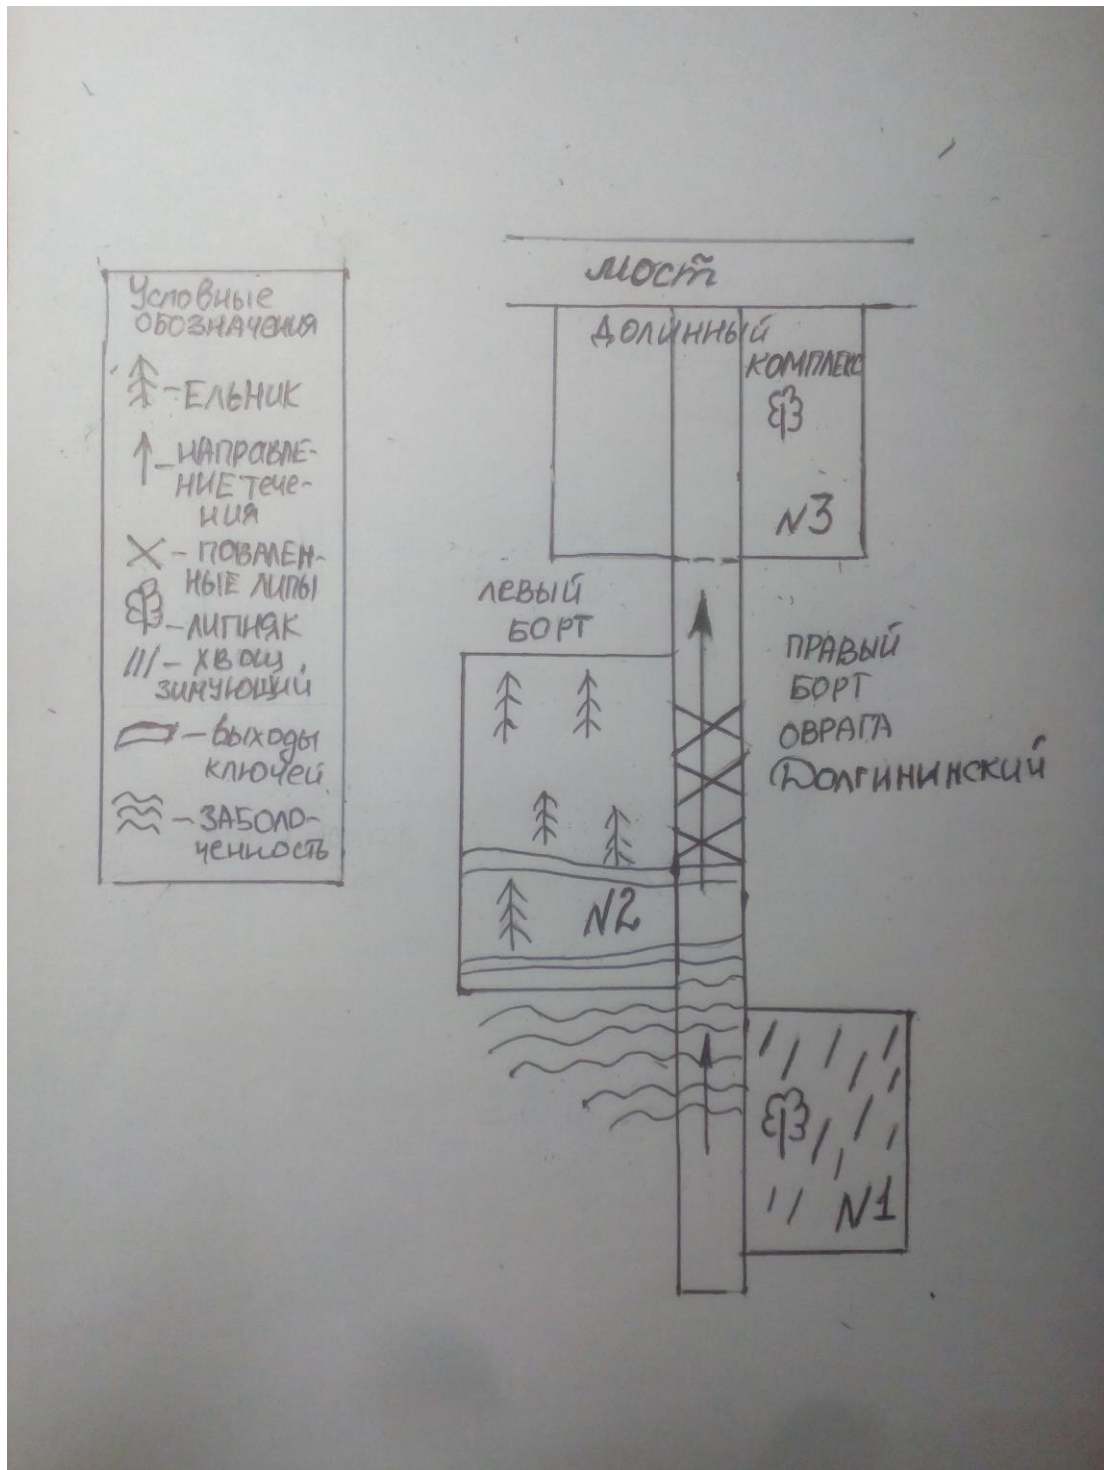 Условные
ОБОЗНАЧЕНИЯ
- ЕЛЬНИК
- НАПРАВЛЕ-
НИЕ тече-
ния
- ПОВАЛЕН-
НЫЕ ЛИПЫ
- ЛИПНЯК
- ХВОЩ
ЗИМУЮЩИЙ
- Выходы
ключей
- ЗАБОЛО-
ченность
мост
ДОЛИННЫЙ
КОМПЛЕКС
N3
ЛЕВЫЙ
БОРТ
ПРАВЫЙ
БОРТ
ОВРАГА
Долгининский
N2
N1